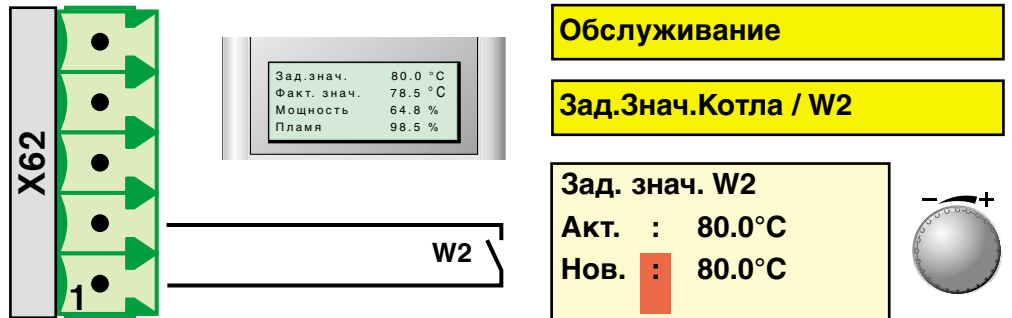 X62
1
Зад.знач. 80.0 °C
Факт. знач. 78.5 °C
Мощность 64.8 %
Пламя 98.5 %
W2
Обслуживание
Зад.Знач.Котла / W2
Зад. знач. W2
Акт. : 80.0°C
Нов. : 80.0°C
− +